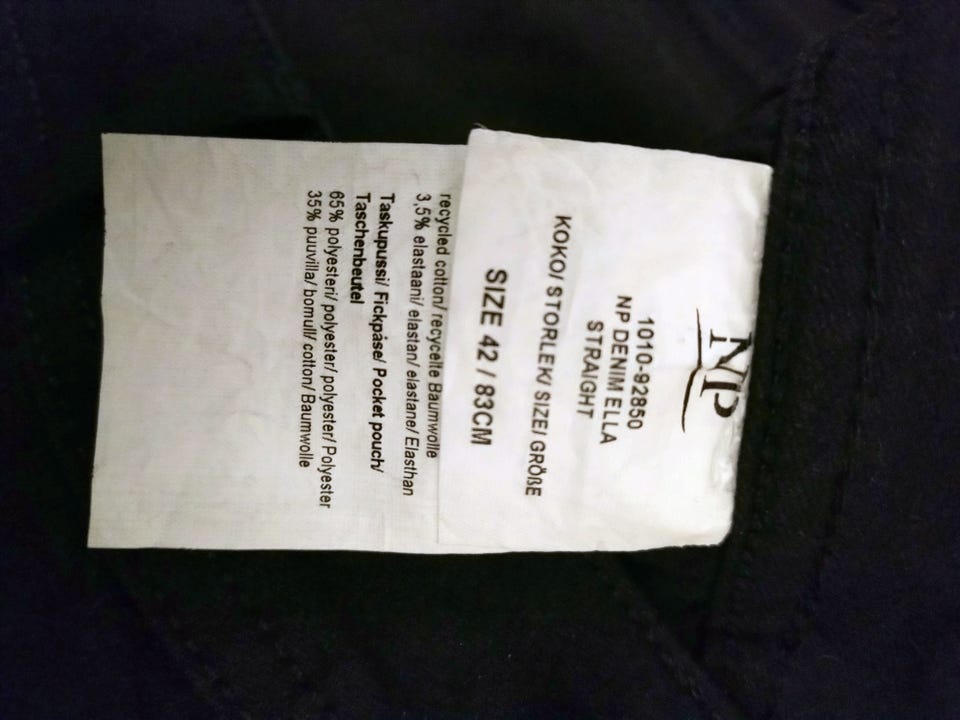 NP
1010-92850
NP DENIM ELLA
STRAIGHT
KOKO/ STORLEK/ SIZE/ GRÖßE
SIZE 42 / 83CM
recycled cotton/ recycelte Baumwolle
3,5% elastaani/ elastan/ elastane/ Elasthan
Taskupussi/ Fickpåse/ Pocket pouch/
Taschenbeutel
65% polyesteri/ polyester/ polyester/ Polyester
35% puuvilla/ bomull/ cotton/ Baumwolle